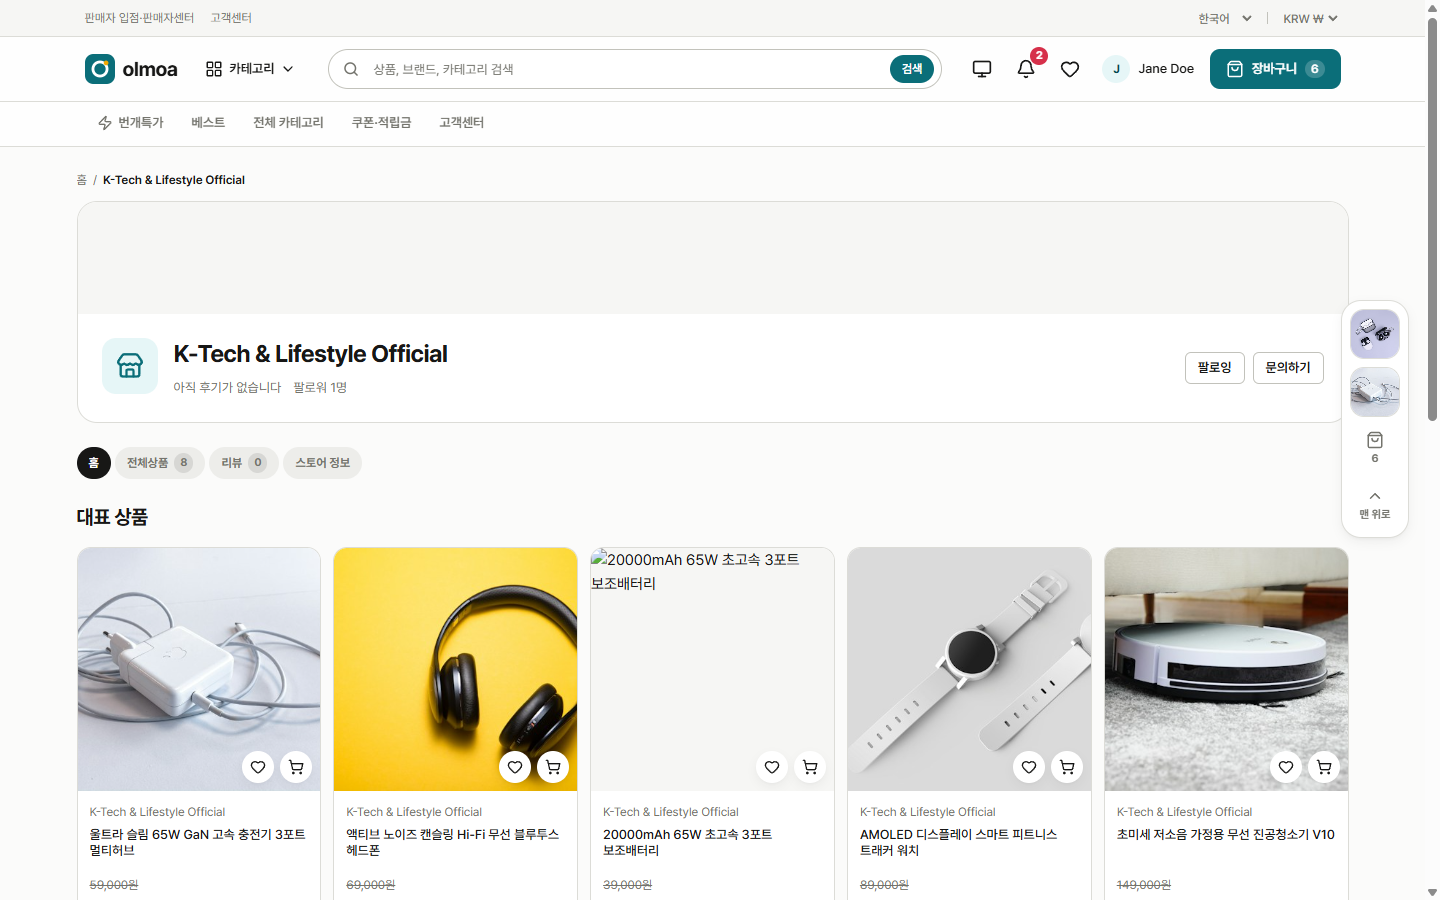 판매자 입점·판매자센터
고객센터
한국어
KRW ₩
olmoa
카테고리
상품, 브랜드, 카테고리 검색
검색
2
J
Jane Doe
장바구니 6
번개특가
베스트
전체 카테고리
쿠폰·적립금
고객센터
홈 / K-Tech & Lifestyle Official
K-Tech & Lifestyle Official
아직 후기가 없습니다 팔로워 1명
팔로잉
문의하기
6
맨 위로
홈
전체상품 8
리뷰 0
스토어 정보
대표 상품
20000mAh 65W 초고속 3포트
보조배터리
K-Tech & Lifestyle Official
울트라 슬림 65W GaN 고속 충전기 3포트
멀티허브
59,000원
K-Tech & Lifestyle Official
액티브 노이즈 캔슬링 Hi-Fi 무선 블루투스
헤드폰
69,000원
K-Tech & Lifestyle Official
20000mAh 65W 초고속 3포트
보조배터리
39,000원
K-Tech & Lifestyle Official
AMOLED 디스플레이 스마트 피트니스
트래커 워치
89,000원
K-Tech & Lifestyle Official
초미세 저소음 가정용 무선 진공청소기 V10
149,000원